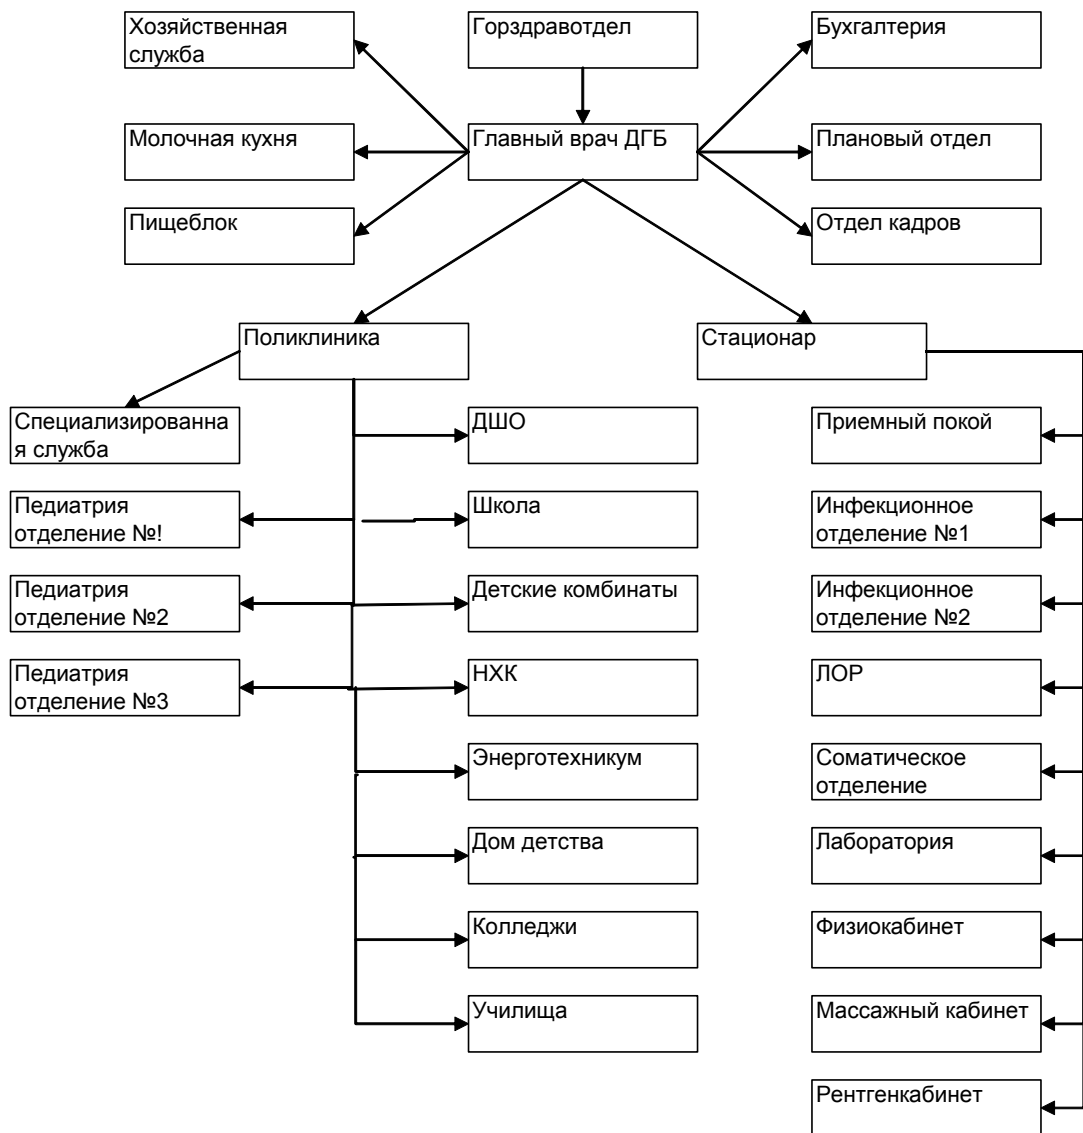 Хозяйственная
служба
Горздравотдел
Бухгалтерия
Молочная кухня
Главный врач ДГБ
Плановый отдел
Пищеблок
Отдел кадров
Поликлиника
Стационар
Специализированна
я служба
ДШО
Приемный покой
Педиатрия
отделение №!
Школа
Инфекционное
отделение №1
Педиатрия
отделение №2
Детские комбинаты
Инфекционное
отделение №2
Педиатрия
отделение №3
НХК
ЛОР
Энерготехникум
Соматическое
отделение
Дом детства
Лаборатория
Колледжи
Физиокабинет
Училища
Массажный кабинет
Рентгенкабинет